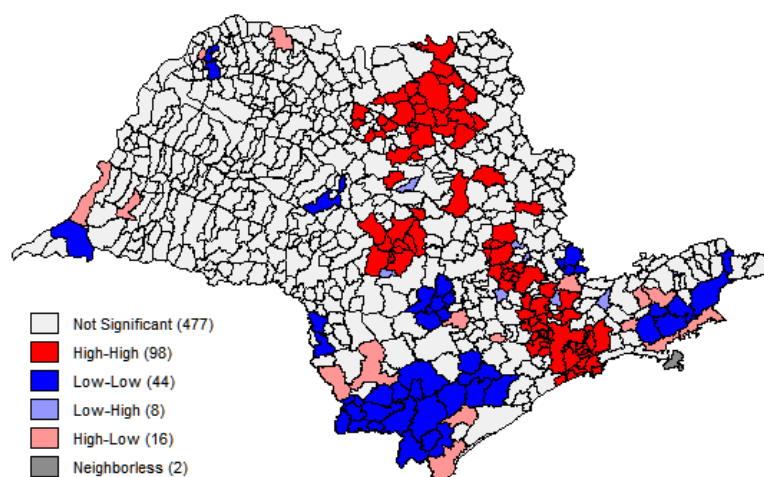 Not Significant (477)
High-High (98)
Low-Low (44)
Low-High (8)
High-Low (16)
Neighborless (2)